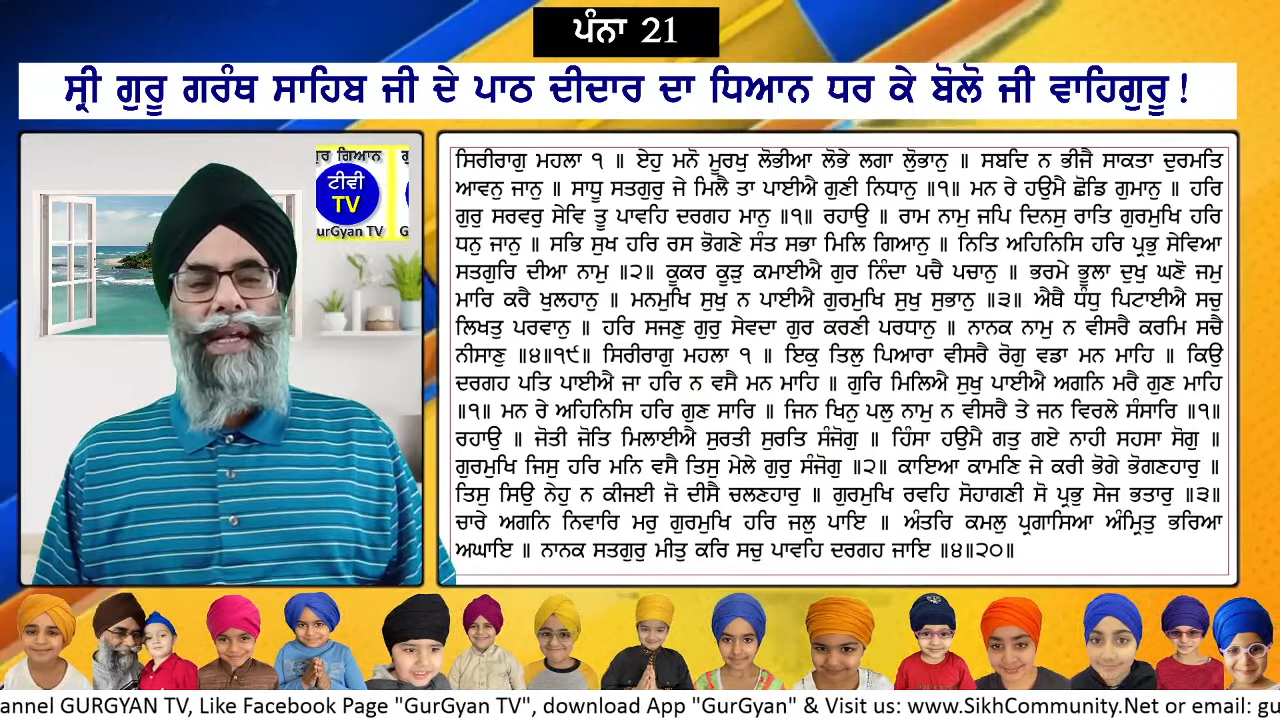 ਪੰਨਾ 21
ਸ੍ਰੀ ਗੁਰੂ ਗਰੰਥ ਸਾਹਿਬ ਜੀ ਦੇ ਪਾਠ ਦੀਦਾਰ ਦਾ ਧਿਆਨ ਧਰ ਕੇ ਬੋਲੋ ਜੀ ਵਾਹਿਗੁਰੂ!
ਗੁਰ ਗਿਆਨ
ਟੀਵੀ
TV
GurGyan TV
ਸਿਰੀਰਾਗੁ ਮਹਲਾ ੧ ॥ ਏਹੁ ਮਨੋ ਮੂਰਖੁ ਲੋਭੀਆ ਲੋਭੇ ਲਗਾ ਲੋੁਭਾਨੁ ॥ ਸਬਦਿ ਨ ਭੀਜੈ ਸਾਕਤਾ ਦੁਰਮਤਿ
ਆਵਨੁ ਜਾਨੁ ॥ ਸਾਧੂ ਸਤਗੁਰੁ ਜੇ ਮਿਲੈ ਤਾ ਪਾਈਐ ਗੁਣੀ ਨਿਧਾਨੁ ॥੧॥ ਮਨ ਰੇ ਹਉਮੈ ਛੋਡਿ ਗੁਮਾਨੁ ॥ ਹਰਿ
ਗੁਰੁ ਸਰਵਰੁ ਸੇਵਿ ਤੂ ਪਾਵਹਿ ਦਰਗਹ ਮਾਨੁ ॥੧॥ ਰਹਾਉ ॥ ਰਾਮ ਨਾਮੁ ਜਪਿ ਦਿਨਸੁ ਰਾਤਿ ਗੁਰਮੁਖਿ ਹਰਿ
ਧਨੁ ਜਾਨੁ ॥ ਸਭਿ ਸੁਖ ਹਰਿ ਰਸ ਭੋਗਣੇ ਸੰਤ ਸਭਾ ਮਿਲਿ ਗਿਆਨੁ ॥ ਨਿਤਿ ਅਹਿਨਿਸਿ ਹਰਿ ਪ੍ਰਭੁ ਸੇਵਿਆ
ਸਤਗੁਰਿ ਦੀਆ ਨਾਮੁ ॥੨॥ ਕੂਕਰ ਕੂੜੁ ਕਮਾਈਐ ਗੁਰ ਨਿੰਦਾ ਪਚੈ ਪਚਾਨੁ ॥ ਭਰਮੇ ਭੂਲਾ ਦੁਖੁ ਘਣੋ ਜਮੁ
ਮਾਰਿ ਕਰੈ ਖੁਲਹਾਨੁ ॥ ਮਨਮੁਖਿ ਸੁਖੁ ਨ ਪਾਈਐ ਗੁਰਮੁਖਿ ਸੁਖੁ ਸੁਭਾਨੁ ॥੩॥ ਐਥੈ ਧੰਧੁ ਪਿਟਾਈਐ ਸਚੁ
ਲਿਖਤੁ ਪਰਵਾਨੁ ॥ ਹਰਿ ਸਜਣੁ ਗੁਰੁ ਸੇਵਦਾ ਗੁਰ ਕਰਣੀ ਪਰਧਾਨੁ ॥ ਨਾਨਕ ਨਾਮੁ ਨ ਵੀਸਰੈ ਕਰਮਿ ਸਚੈ
ਨੀਸਾਣੁ ॥੪॥੧੯॥ ਸਿਰੀਰਾਗੁ ਮਹਲਾ ੧ ॥ ਇਕੁ ਤਿਲੁ ਪਿਆਰਾ ਵੀਸਰੈ ਰੋਗੁ ਵਡਾ ਮਨ ਮਾਹਿ ॥ ਕਿਉ
ਦਰਗਹ ਪਤਿ ਪਾਈਐ ਜਾ ਹਰਿ ਨ ਵਸੈ ਮਨ ਮਾਹਿ ॥ ਗੁਰਿ ਮਿਲਿਐ ਸੁਖੁ ਪਾਈਐ ਅਗਨਿ ਮਰੈ ਗੁਣ ਮਾਹਿ
॥੧॥ ਮਨ ਰੇ ਅਹਿਨਿਸਿ ਹਰਿ ਗੁਣ ਸਾਰਿ ॥ ਜਿਨ ਖਿਨੁ ਪਲੁ ਨਾਮੁ ਨ ਵੀਸਰੈ ਤੇ ਜਨ ਵਿਰਲੇ ਸੰਸਾਰਿ ॥੧॥
ਰਹਾਉ ॥ ਜੋਤੀ ਜੋਤਿ ਮਿਲਾਈਐ ਸੁਰਤੀ ਸੁਰਤਿ ਸੰਜੋਗੁ ॥ ਹਿੰਸਾ ਹਉਮੈ ਗਤੁ ਗਏ ਨਾਹੀ ਸਹਸਾ ਸੋਗੁ ॥
ਗੁਰਮੁਖਿ ਜਿਸੁ ਹਰਿ ਮਨਿ ਵਸੈ ਤਿਸੁ ਮੇਲੇ ਗੁਰੁ ਸੰਜੋਗੁ ॥੨॥ ਕਾਇਆ ਕਾਮਣਿ ਜੇ ਕਰੀ ਭੋਗੇ ਭੋਗਣਹਾਰੁ ॥
ਤਿਸੁ ਸਿਉ ਨੇਹੁ ਨ ਕੀਜਈ ਜੋ ਦੀਸੈ ਚਲਣਹਾਰੁ ॥ ਗੁਰਮੁਖਿ ਰਵਹਿ ਸੋਹਾਗਣੀ ਸੋ ਪ੍ਰਭੁ ਸੇਜ ਭਤਾਰੁ ॥੩॥
ਚਾਰੇ ਅਗਨਿ ਨਿਵਾਰਿ ਮਰੁ ਗੁਰਮੁਖਿ ਹਰਿ ਜਲੁ ਪਾਇ ॥ ਅੰਤਰਿ ਕਮਲੁ ਪ੍ਰਗਾਸਿਆ ਅੰਮ੍ਰਿਤੁ ਭਰਿਆ
ਅਘਾਇ ॥ ਨਾਨਕ ਸਤਗੁਰੁ ਮੀਤੁ ਕਰਿ ਸਚੁ ਪਾਵਹਿ ਦਰਗਹ ਜਾਇ ॥੪॥੨੦॥
hannel GURGYAN TV, Like Facebook Page "GurGyan TV", download App "GurGyan" & Visit us: www.SikhCommunity.Net or email: gu